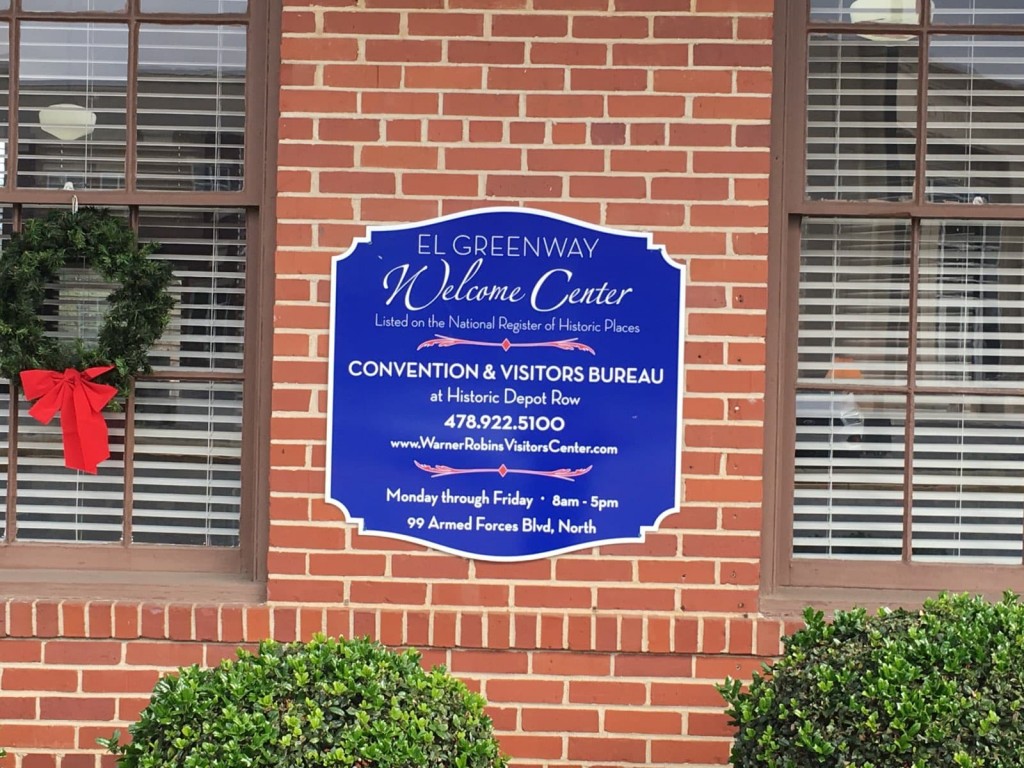 EL GREENWAY
Welcome Center
Listed on the National Register of Historic Places
CONVENTION & VISITORS BUREAU
at Historic Depot Row
478.922.5100
www.WarnerRobinsVisitorsCenter.com
Monday through Friday · 8am - 5pm
99 Armed Forces Blvd, North